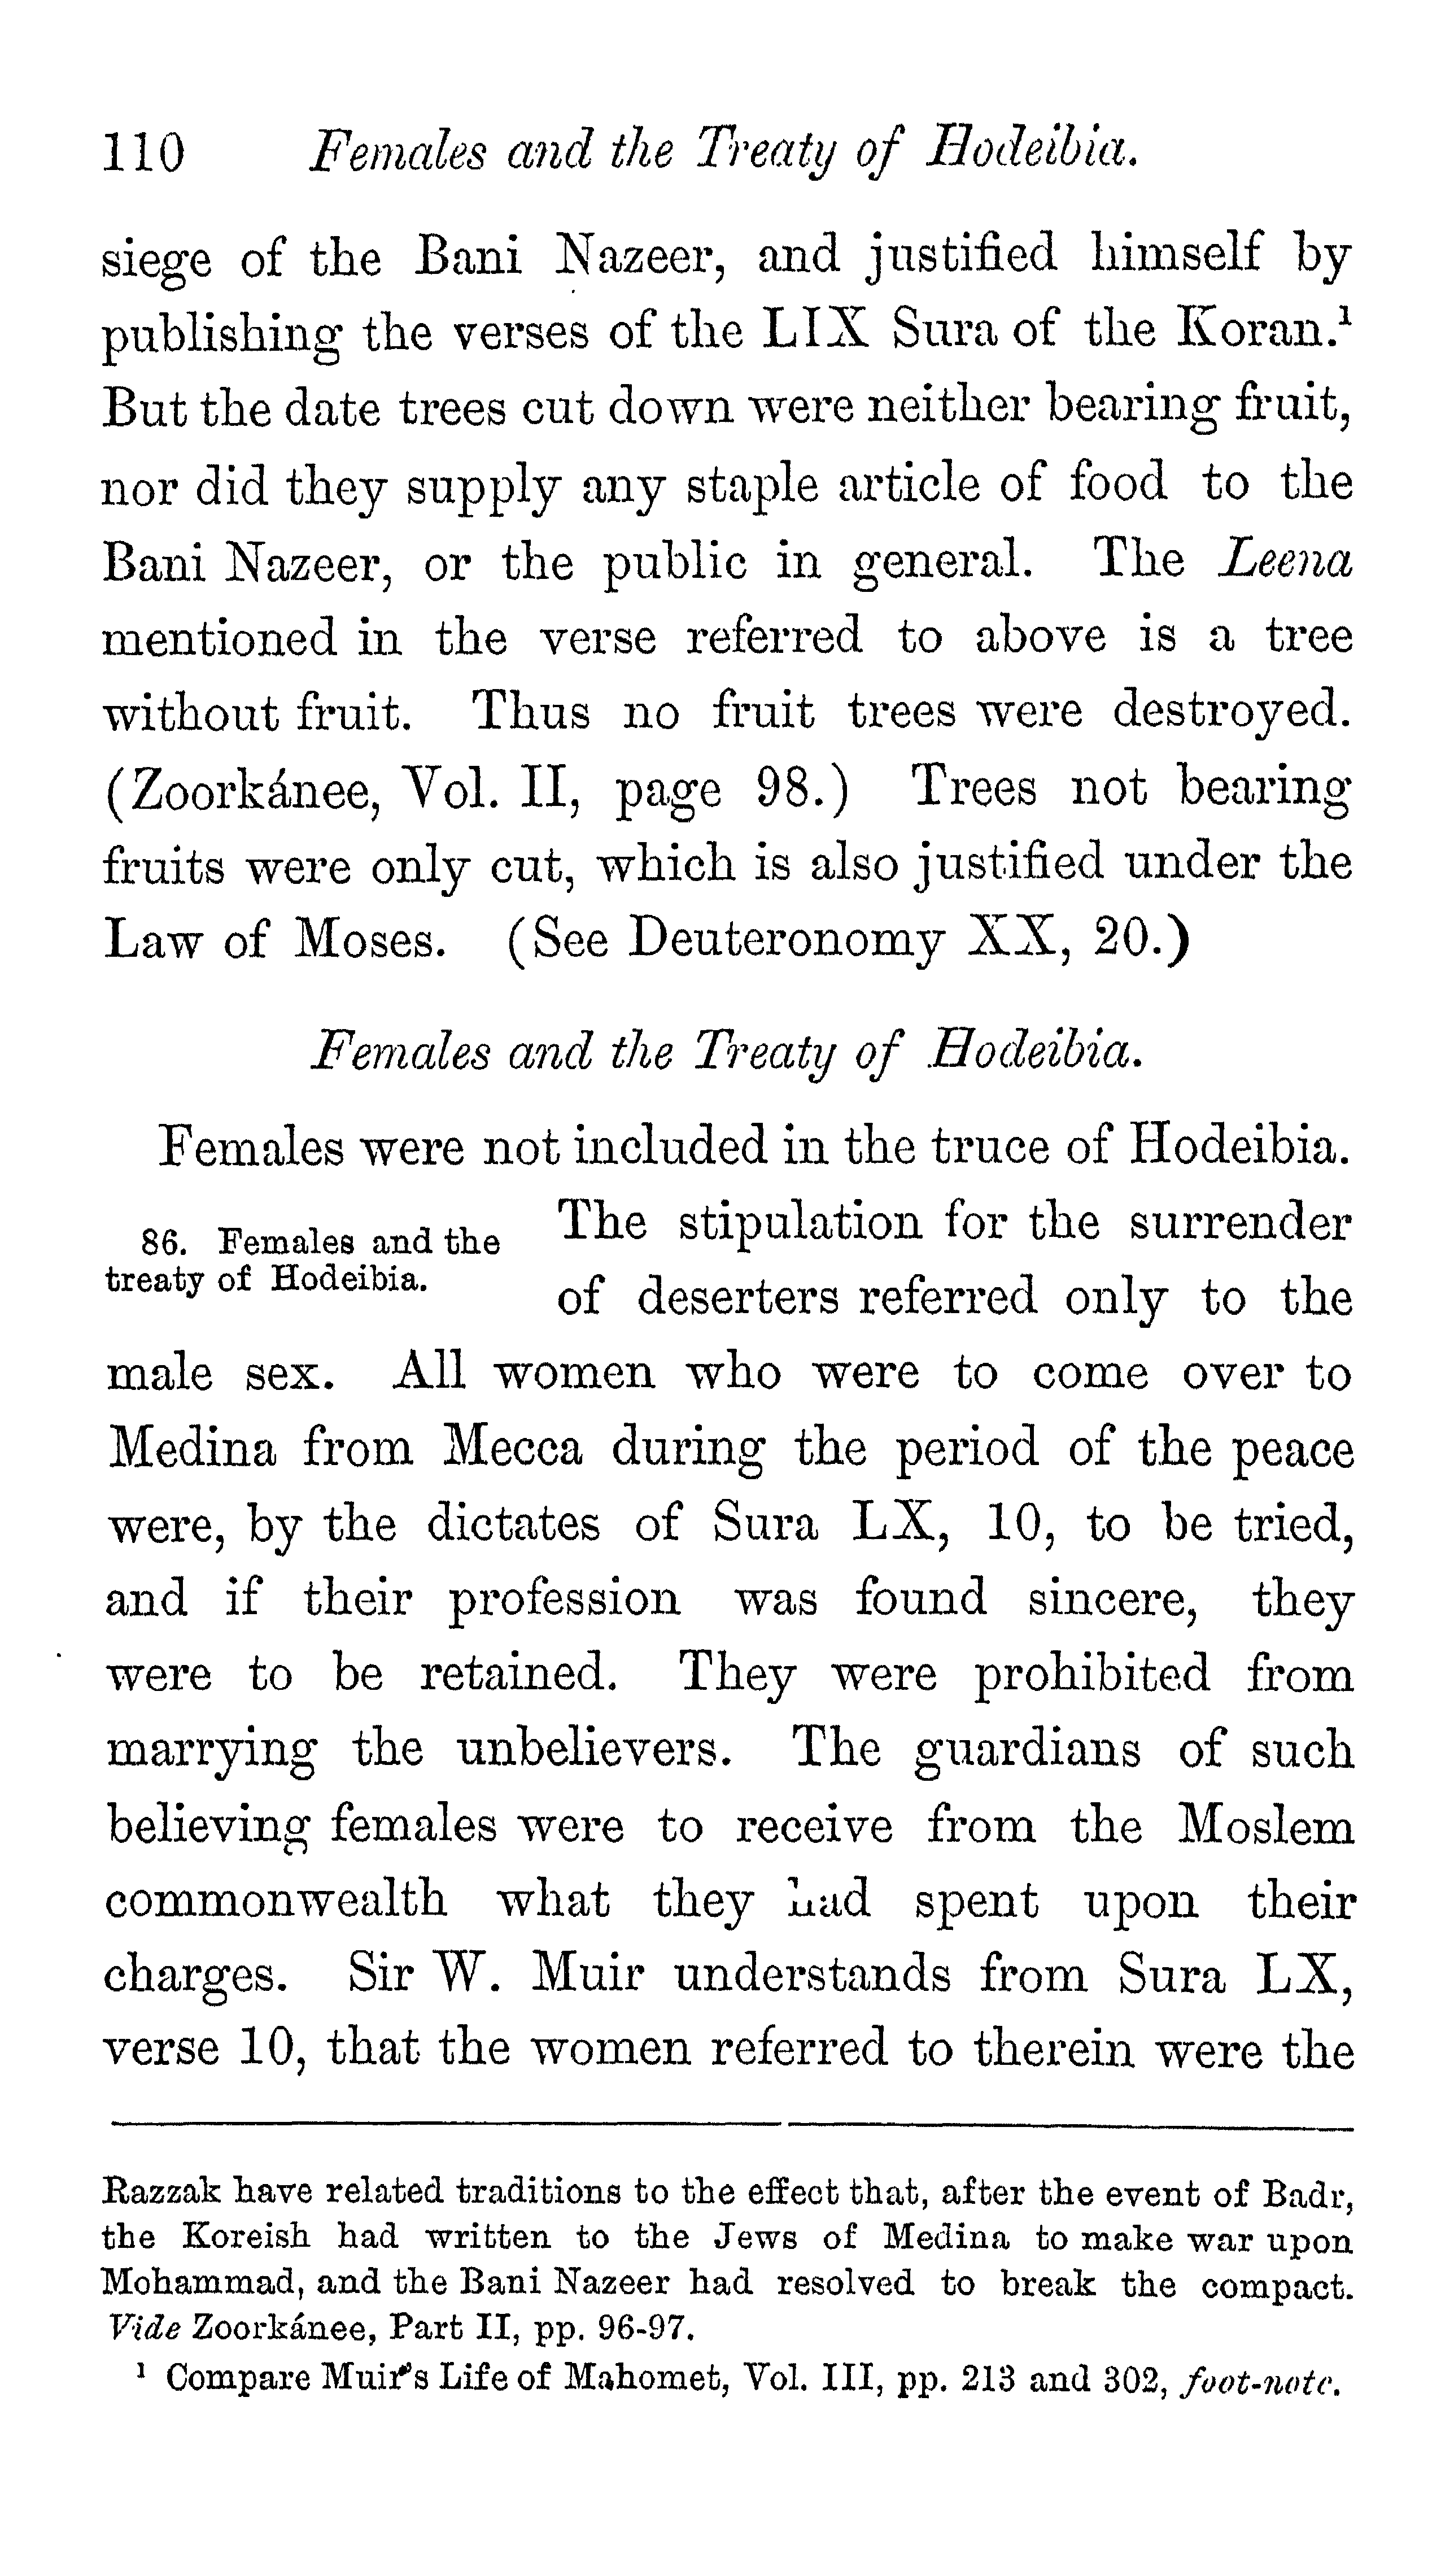 110 Females and the Treaty of Hodeibia.
siege of the Bani Nazeer, and justified himself by
publishing the verses of the LIX Sura of the Koran.¹
But the date trees cut down were neither bearing fruit,
nor did they supply any staple article of food to the
Bani Nazeer, or the public in general. The Leena
mentioned in the verse referred to above is a tree
without fruit. Thus no fruit trees were destroyed.
(Zoorkánee, Vol. II, page 98.) Trees not bearing
fruits were only cut, which is also justified under the
Law of Moses. (See Deuteronomy XX, 20.)
Females and the Treaty of Hodeibia.
Females were not included in the truce of Hodeibia.
86. Females and the
treaty of Hodeibia.
The stipulation for the surrender
of deserters referred only to the
male sex. All women who were to come over to
Medina from Mecca during the period of the peace
were, by the dictates of Sura LX, 10, to be tried,
and if their profession was found sincere, they
were to be retained. They were prohibited from
marrying the unbelievers. The guardians of such
believing females were to receive from the Moslem
commonwealth what they had spent upon their
charges. Sir W. Muir understands from Sura LX,
verse 10, that the women referred to therein were the
Razzak have related traditions to the effect that, after the event of Badr,
the Koreish had written to the Jews of Medina to make war upon
Mohammad, and the Bani Nazeer had resolved to break the compact.
Vide Zoorkánee, Part II, pp. 96-97.
¹ Compare Muir's Life of Mahomet, Vol. III, pp. 213 and 302, foot-note.